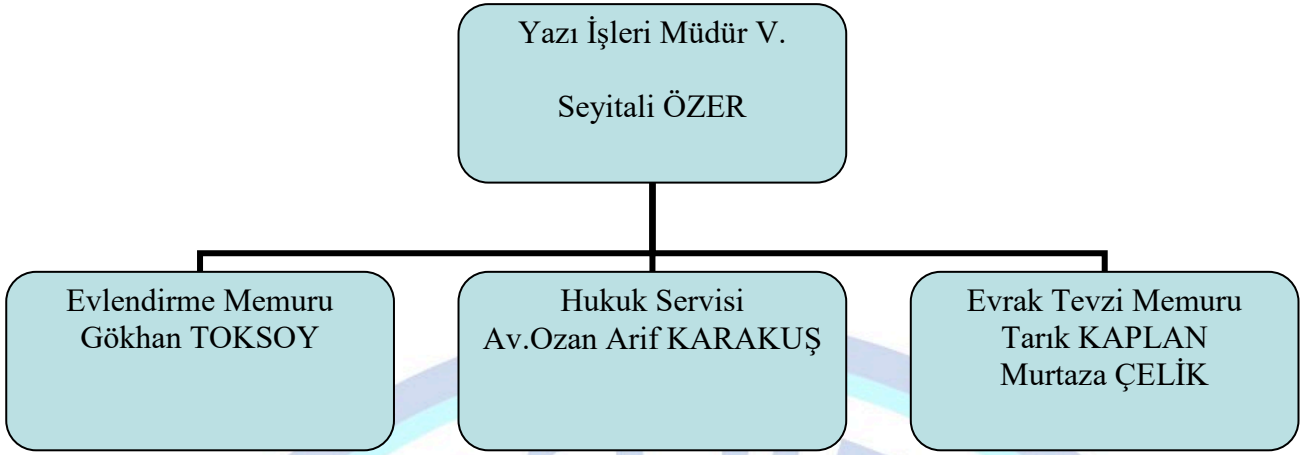 Yazı İşleri Müdür V.
Seyitali ÖZER
Evlendirme Memuru
Gökhan TOKSOY
Hukuk Servisi
Av.Ozan Arif KARAKUŞ
Evrak Tevzi Memuru
Tarık KAPLAN
Murtaza ÇELİK